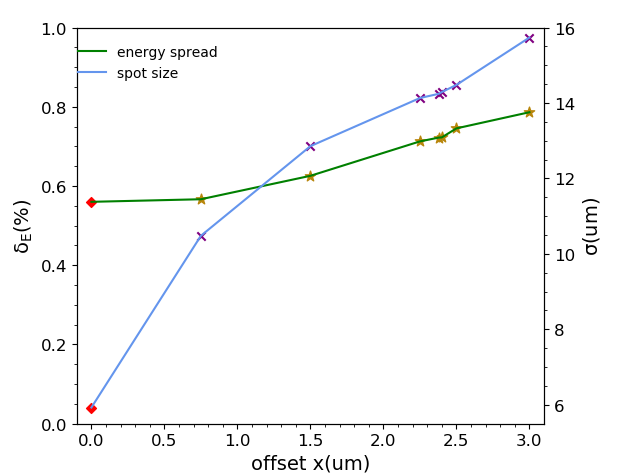 1.0
0.8
0.6
0.4
0.2
0.0
δE(%)
energy spread
spot size
16
14
12
10
8
6
σ(um)
0.0 0.5 1.0 1.5 2.0 2.5 3.0
offset x(um)